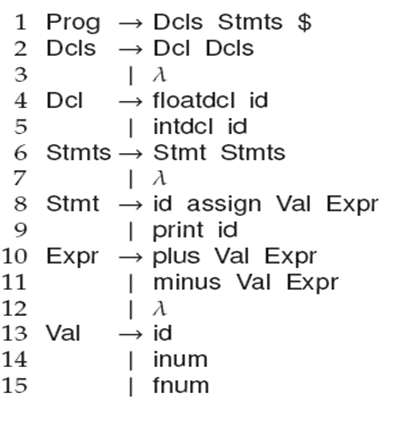 1 Prog → Dcls Stmts $
2 Dcls → Dcl Dcls
3 | λ
4 Dcl → floatdcl id
5 | intdcl id
6 Stmts → Stmt Stmts
7 | λ
8 Stmt → id assign Val Expr
9 | print id
10 Expr → plus Val Expr
11 | minus Val Expr
12 | λ
13 Val → id
14 | inum
15 | fnum